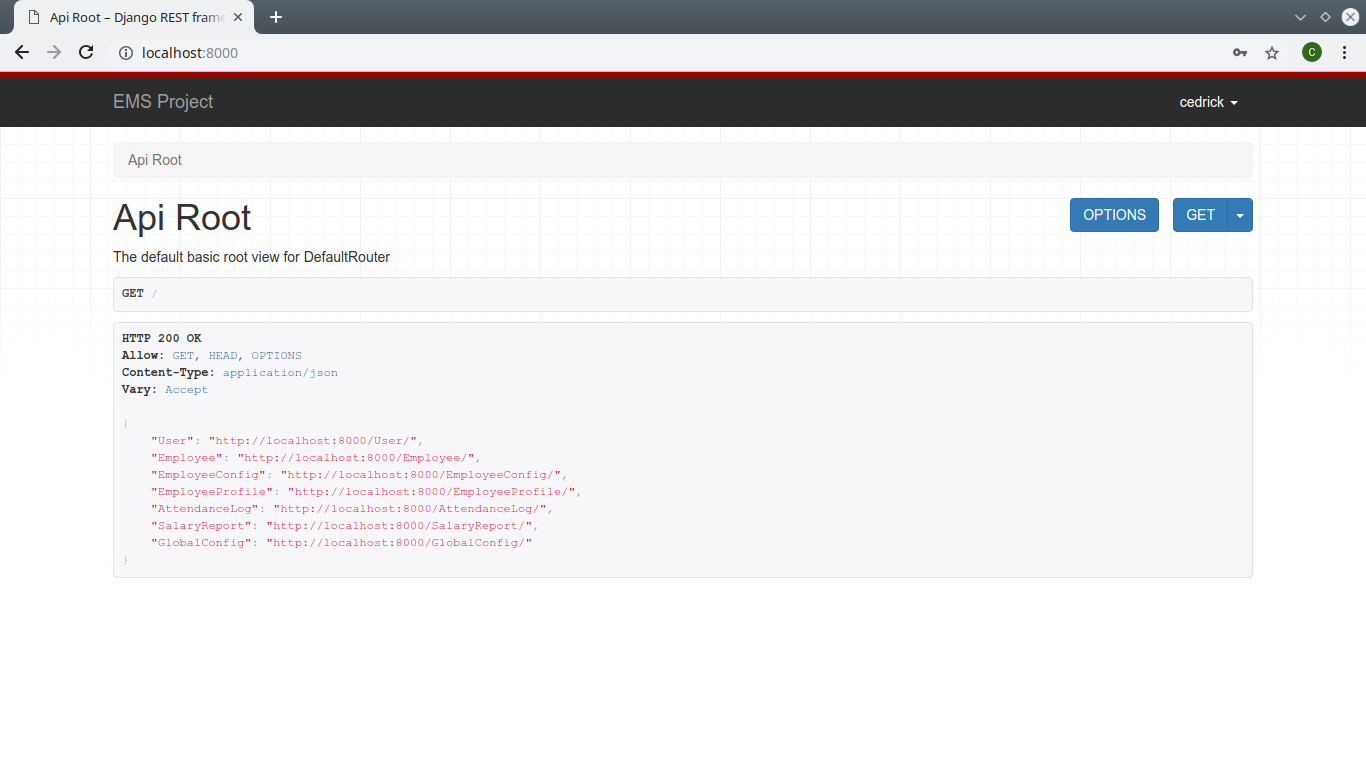 Api Root – Django REST frame
localhost:8000
C
EMS Project
cedrick
Api Root
Api Root
OPTIONS
GET
The default basic root view for DefaultRouter
GET /
HTTP 200 OK
Allow: GET, HEAD, OPTIONS
Content-Type: application/json
Vary: Accept
{
    "User": "http://localhost:8000/User/",
    "Employee": "http://localhost:8000/Employee/",
    "EmployeeConfig": "http://localhost:8000/EmployeeConfig/",
    "EmployeeProfile": "http://localhost:8000/EmployeeProfile/",
    "AttendanceLog": "http://localhost:8000/AttendanceLog/",
    "SalaryReport": "http://localhost:8000/SalaryReport/",
    "GlobalConfig": "http://localhost:8000/GlobalConfig/"
}